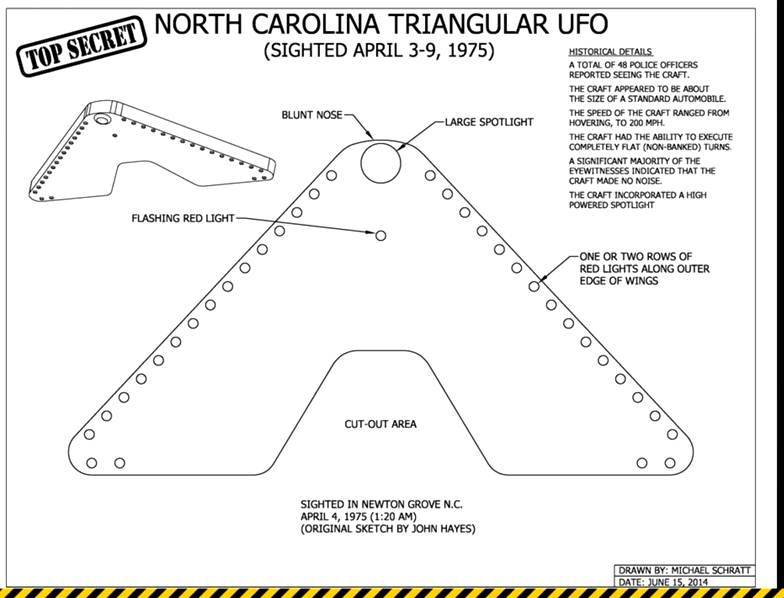 TOP SECRET
NORTH CAROLINA TRIANGULAR UFO
(SIGHTED APRIL 3-9, 1975)
HISTORICAL DETAILS
A TOTAL OF 48 POLICE OFFICERS
REPORTED SEEING THE CRAFT.
THE CRAFT APPEARED TO BE ABOUT
THE SIZE OF A STANDARD AUTOMOBILE.
THE SPEED OF THE CRAFT RANGED FROM
HOVERING, TO 200 MPH.
THE CRAFT HAD THE ABILITY TO EXECUTE
COMPLETELY FLAT (NON-BANKED) TURNS.
A SIGNIFICANT MAJORITY OF THE
EYEWITNESSES INDICATED THAT THE
CRAFT MADE NO NOISE.
THE CRAFT INCORPORATED A HIGH
POWERED SPOTLIGHT
BLUNT NOSE
LARGE SPOTLIGHT
FLASHING RED LIGHT
ONE OR TWO ROWS OF
RED LIGHTS ALONG OUTER
EDGE OF WINGS
CUT-OUT AREA
SIGHTED IN NEWTON GROVE N.C.
APRIL 4, 1975 (1:20 AM)
(ORIGINAL SKETCH BY JOHN HAYES)
DRAWN BY: MICHAEL SCHRATT
DATE: JUNE 15, 2014